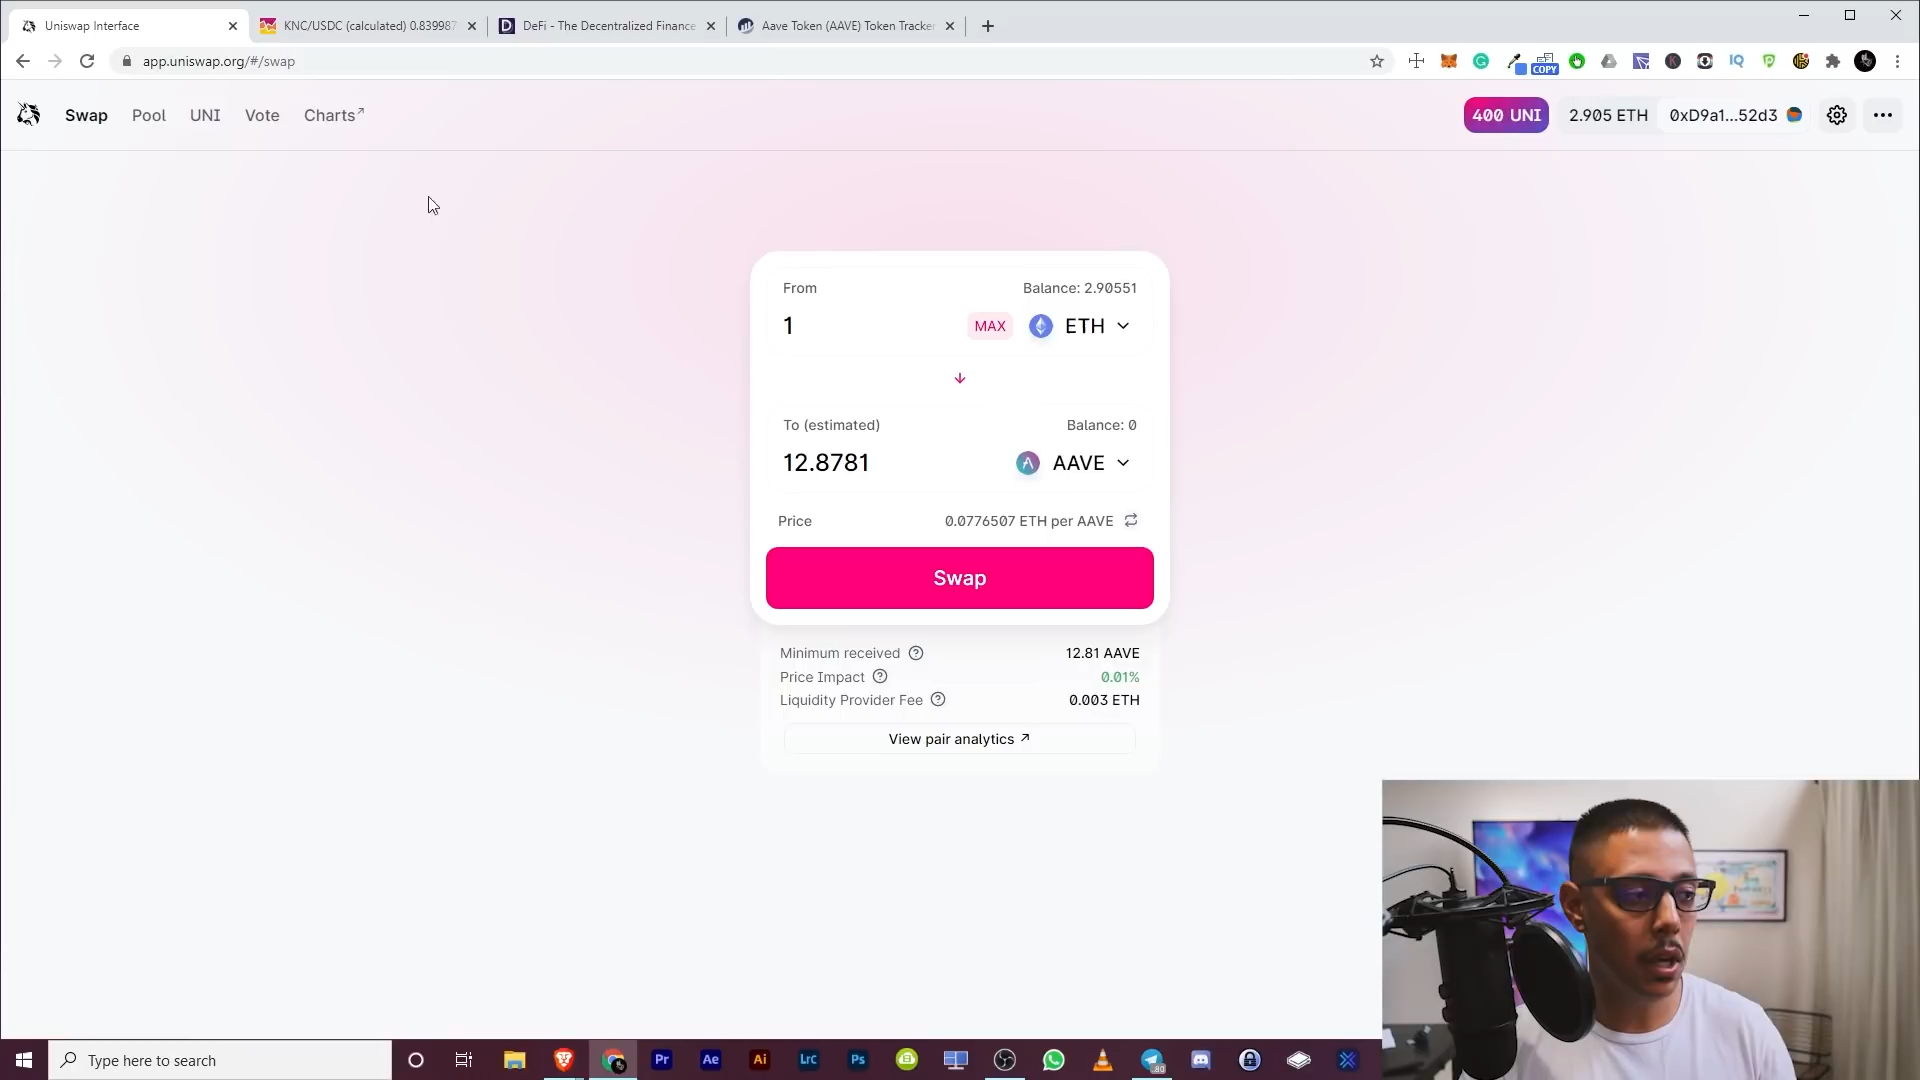 Uniswap Interface
KNC/USDC (calculated) 0.839987
DeFi - The Decentralized Finance
Aave Token (AAVE) Token Tracker
app.uniswap.org/#/swap
COPY
IQ
K
Swap
Pool
UNI
Vote
Charts↗
400 UNI
2.905 ETH
0xD9a1...52d3
From
Balance: 2.90551
1
MAX
ETH
To (estimated)
Balance: 0
12.8781
AAVE
Price
0.0776507 ETH per AAVE
Swap
Minimum received
12.81 AAVE
Price Impact
0.01%
Liquidity Provider Fee
0.003 ETH
View pair analytics ↗
Type here to search
Pr
Ae
Ai
Lrc
Ps
80